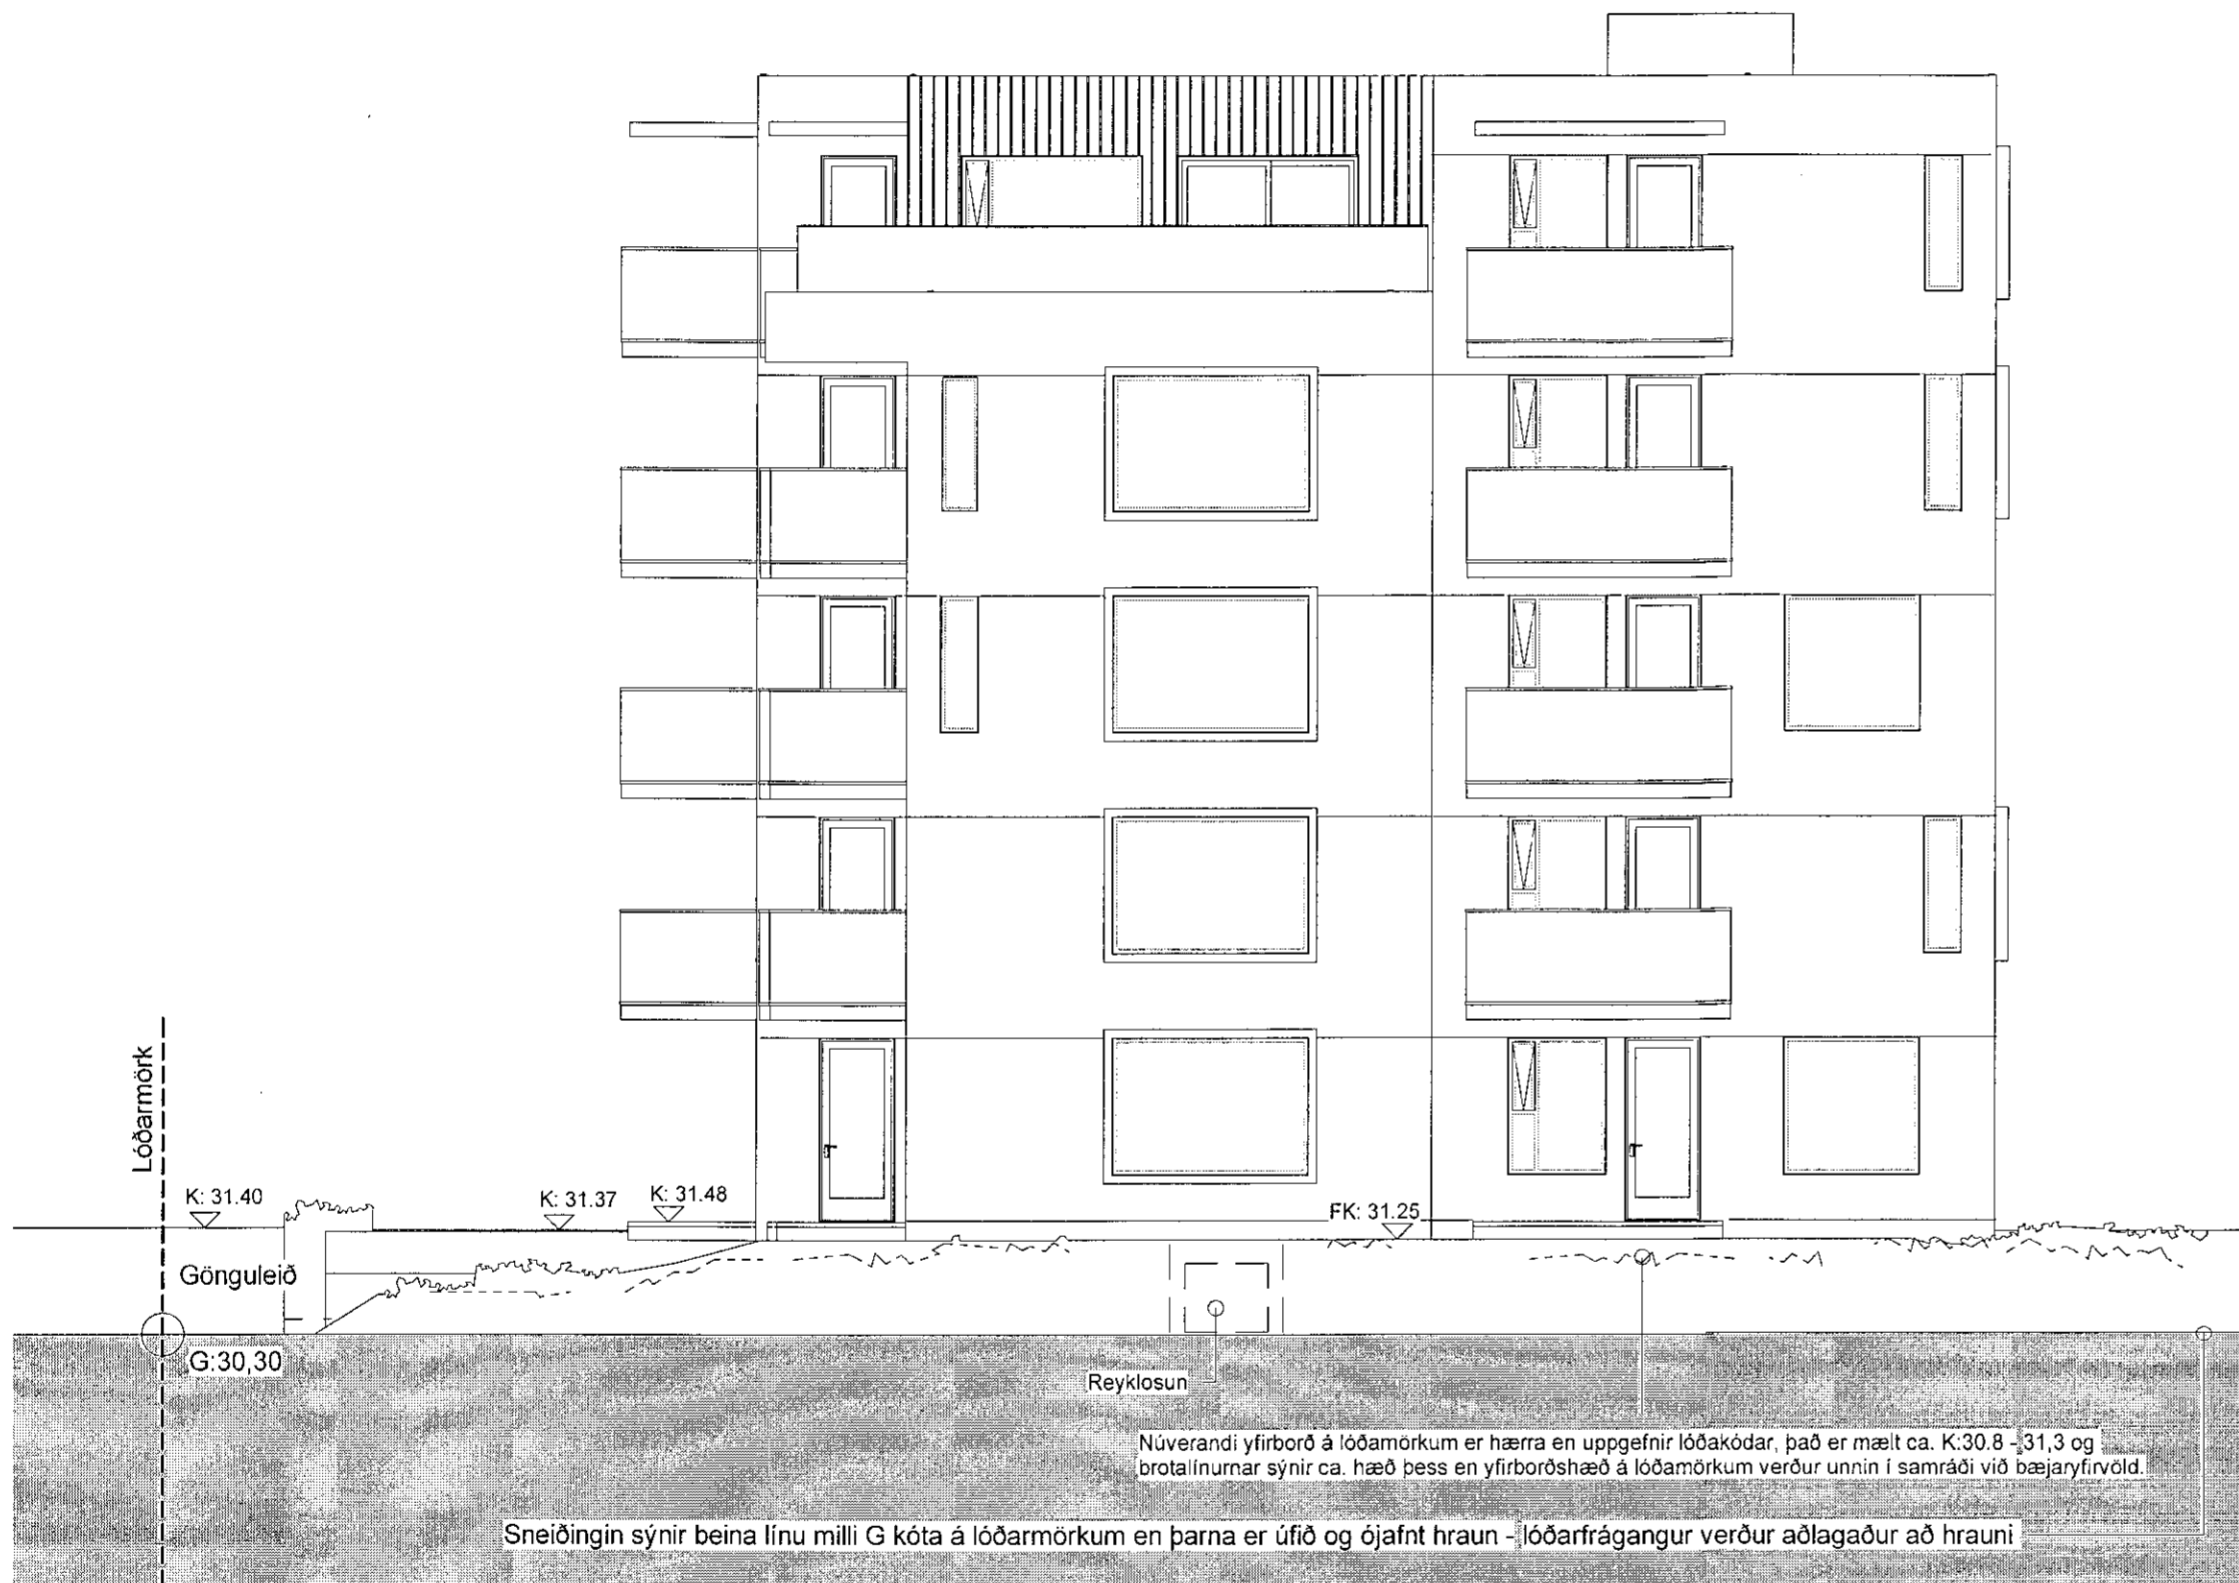 Lóðarmörk
K: 31.40
K: 31.37
K: 31.48
FK: 31.25
Gönguleið
G:30,30
Reyklosun
Núverandi yfirborð á lóðamörkum er hærra en uppgefnir lóðakódar, það er mælt ca. K:30.8 - 31,3 og
brotalínurnar sýnir ca. hæð þess en yfirborðshæð á lóðamörkum verður unnin í samráði við bæjaryfirvöld.
Sneiðingin sýnir beina línu milli G kóta á lóðarmörkum en þarna er úfið og ójafnt hraun - lóðarfrágangur verður aðlagaður að hrauni